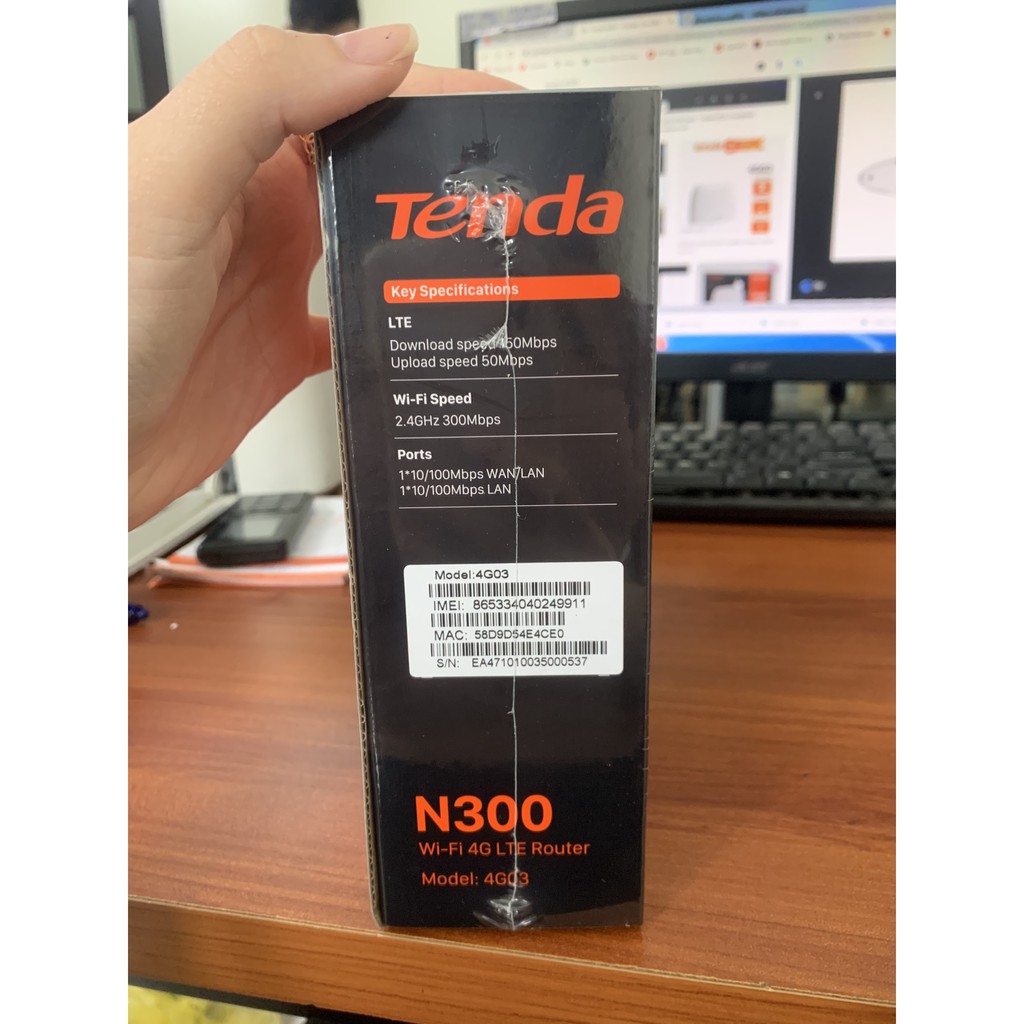 Tenda
Key Specifications
LTE
Download speed 150Mbps
Upload speed 50Mbps
Wi-Fi Speed
2.4GHz 300Mbps
Ports
1*10/100Mbps WAN/LAN
1*10/100Mbps LAN
Model:4G03
IMEI: 865334040249911
MAC: 58D9D54E4CE0
S/N: EA471010035000537
N300
Wi-Fi 4G LTE Router
Model: 4G03
acer